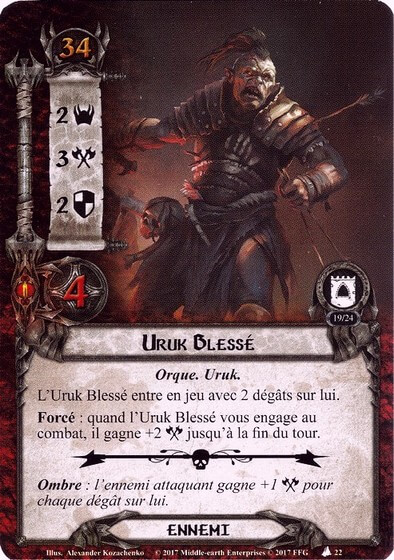 34
2
3
2
4
19/24
Uruk Blessé
Orque. Uruk.
L'Uruk Blessé entre en jeu avec 2 dégâts sur lui.
Forcé : quand l'Uruk Blessé vous engage au
combat, il gagne +2 jusqu'à la fin du tour.
Ombre : l'ennemi attaquant gagne +1 pour
chaque dégât sur lui.
ENNEMI
Illus. Alexander Kozachenko © 2017 Middle-earth Enterprises © 2017 FFG 22